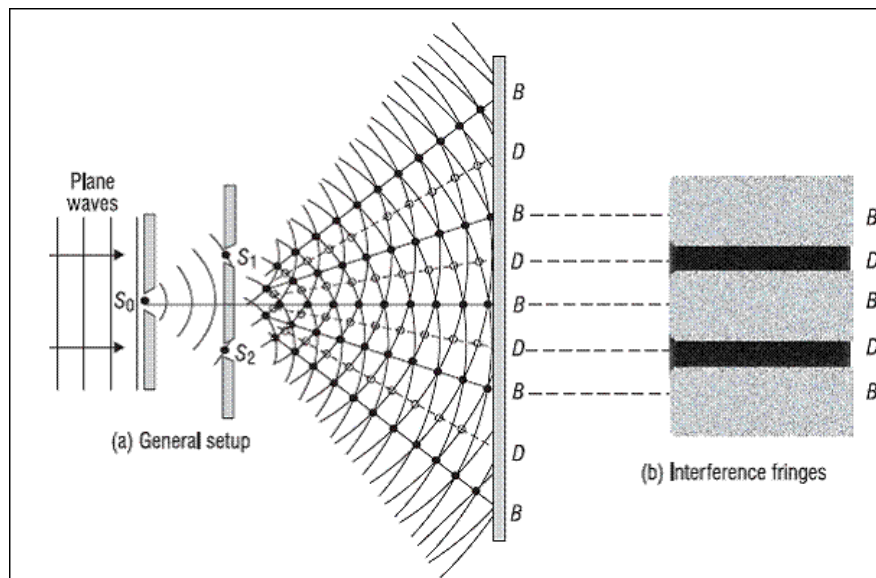 Plane
waves
S0
S1
S2
(a) General setup
B
D
B
D
B
D
B
D
B
B
D
B
D
B
(b) Interference fringes